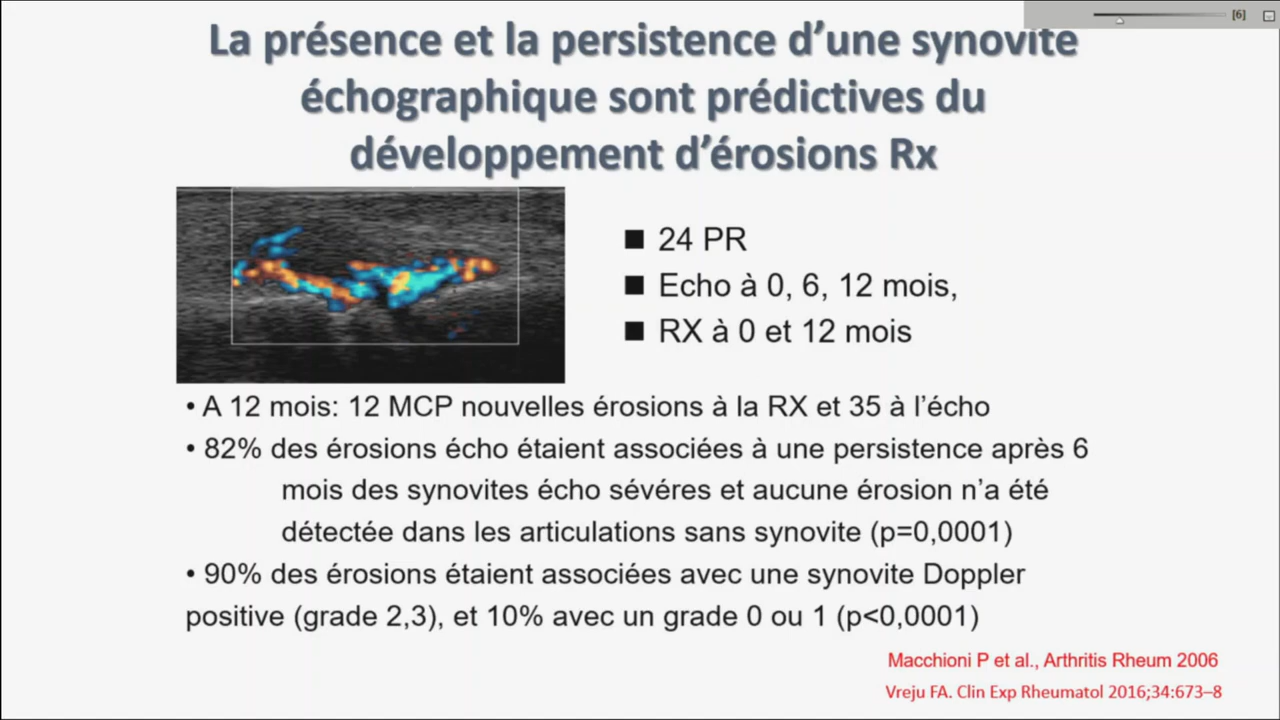 [6]
La présence et la persistence d’une synovite
échographique sont prédictives du
développement d’érosions Rx
■ 24 PR
■ Echo à 0, 6, 12 mois,
■ RX à 0 et 12 mois
• A 12 mois: 12 MCP nouvelles érosions à la RX et 35 à l’écho
• 82% des érosions écho étaient associées à une persistence après 6
mois des synovites écho sévéres et aucune érosion n’a été
détectée dans les articulations sans synovite (p=0,0001)
• 90% des érosions étaient associées avec une synovite Doppler
positive (grade 2,3), et 10% avec un grade 0 ou 1 (p<0,0001)
Macchioni P et al., Arthritis Rheum 2006
Vreju FA. Clin Exp Rheumatol 2016;34:673–8